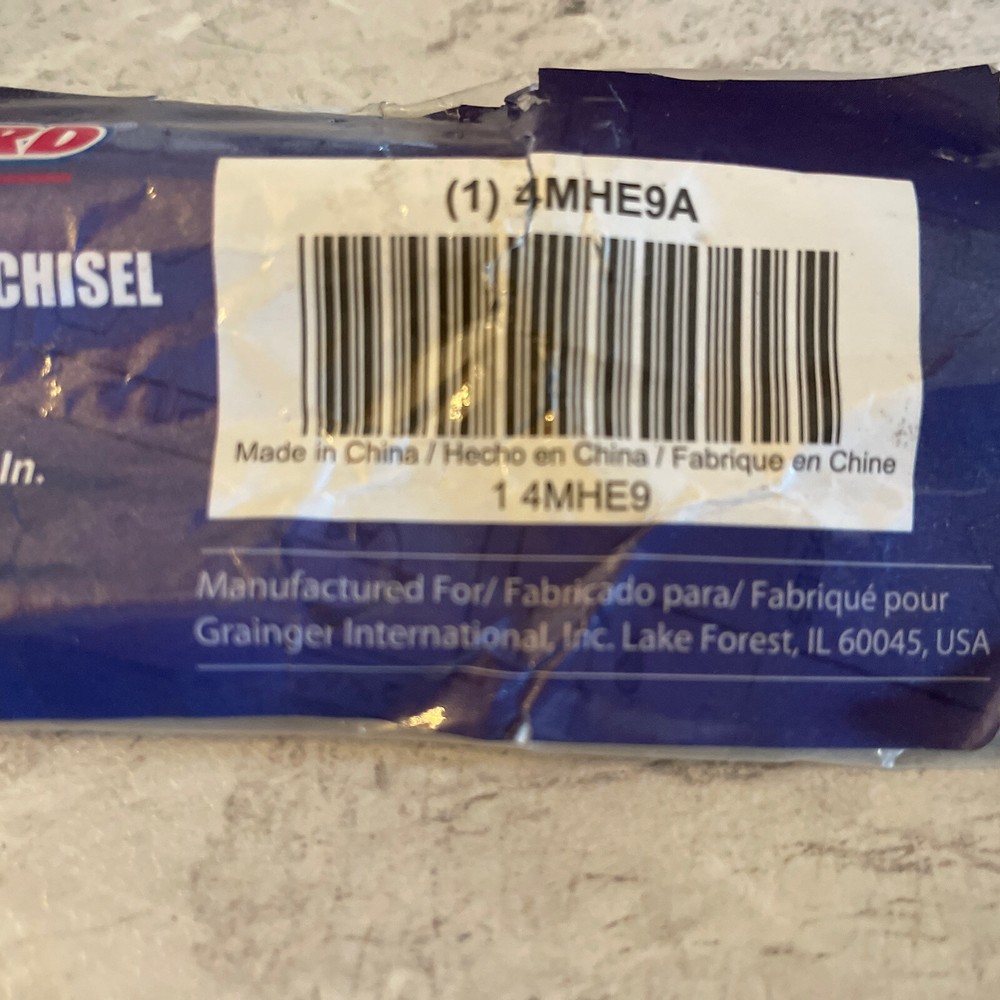 RD
(1) 4MHE9A
CHISEL
Made in China / Hecho en China / Fabrique en Chine
In.
1 4MHE9
Manufactured For/ Fabricado para/ Fabriqué pour
Grainger International, Inc. Lake Forest, IL 60045, USA